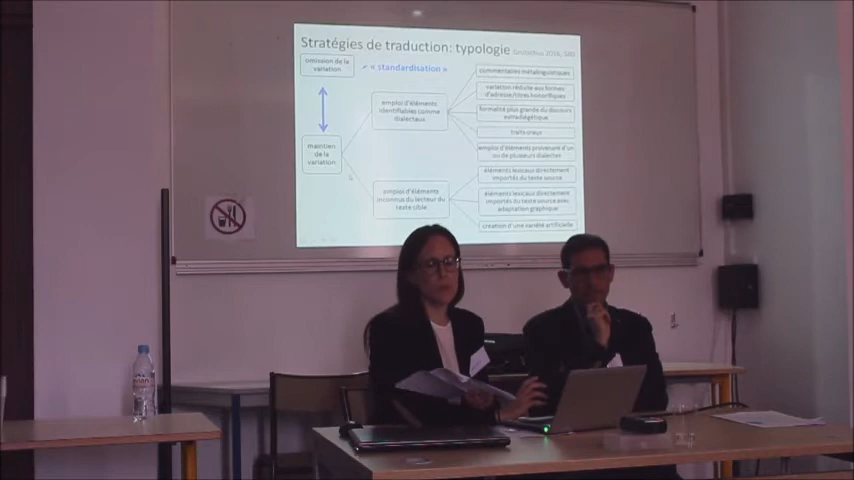 Stratégies de traduction: typologie
omission de la
variation
« standardisation »
maintien
de la
variation
emploi d'éléments
identifiables comme
dialectaux
emploi d'éléments
inconnus du lecteur du
texte cible
commentaires métalinguistiques
variation réduite aux formes
d'adresse/titres honorifiques
formalité plus grande du discours
extradiégétique
traits oraux
emploi d'éléments provenant d'un
ou de plusieurs dialectes
éléments lexicaux directement
importés du texte source
éléments lexicaux directement
importés du texte source avec
adaptation graphique
création d'une variété artificielle